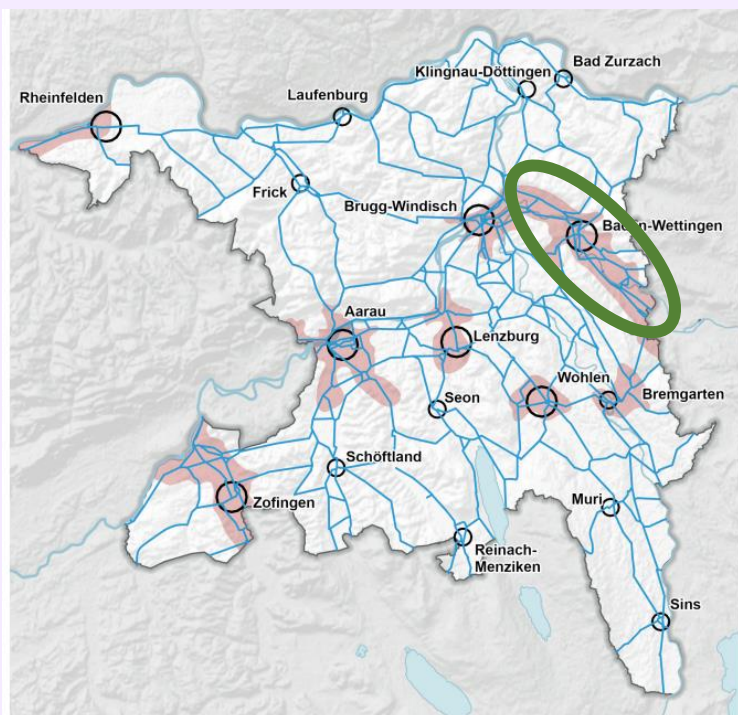 Bad Zurzach
Klingnau-Döttingen
Rheinfelden
Laufenburg
Frick
Brugg-Windisch
Baden-Wettingen
Aarau
Lenzburg
Wohlen
Bremgarten
Seon
Schöftland
Zofingen
Muri
Reinach-
Menziken
Sins